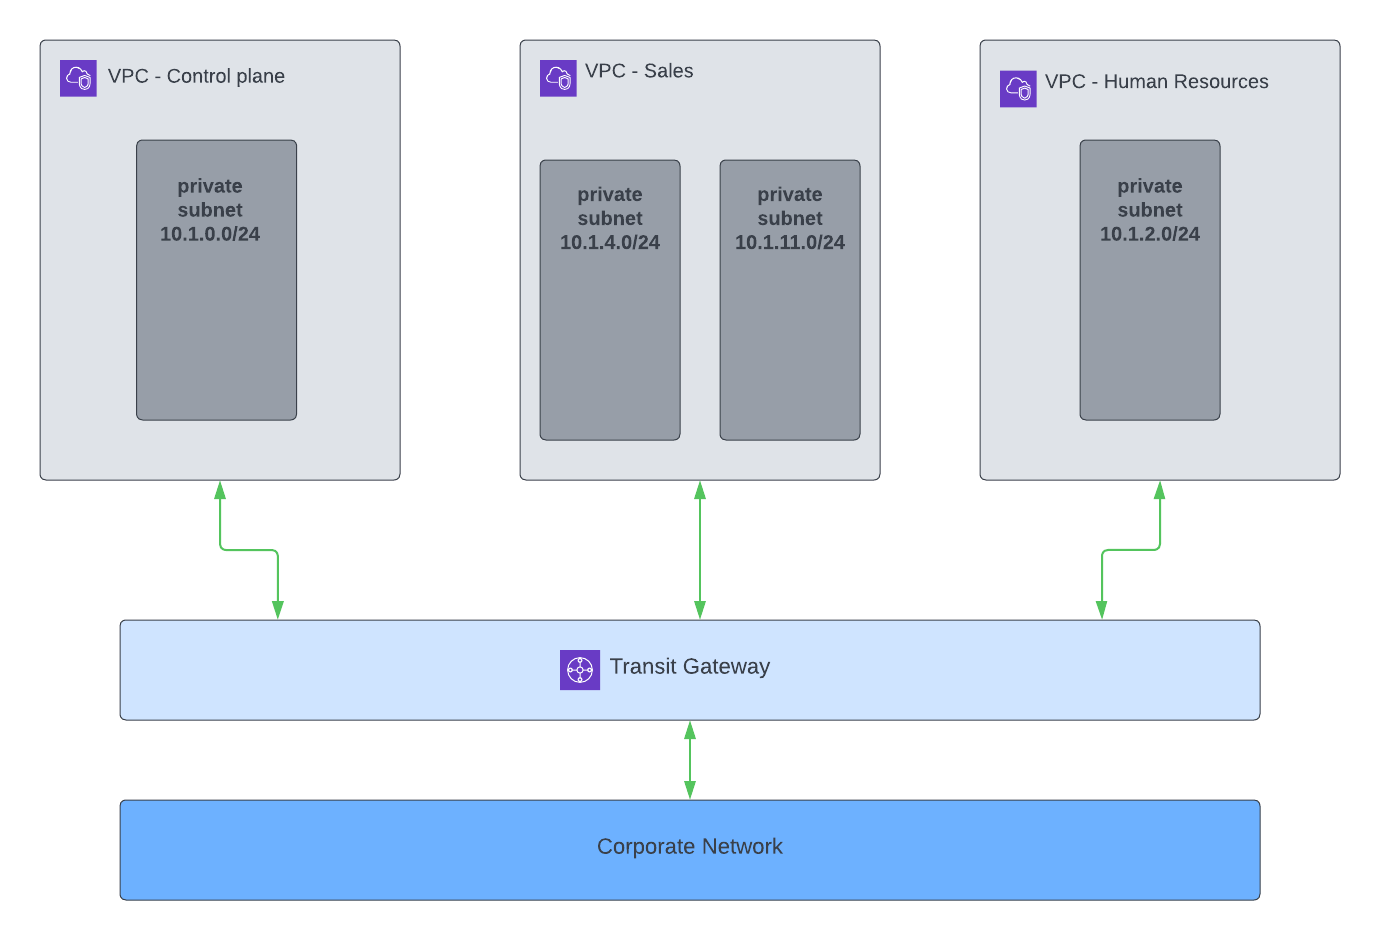 VPC - Control plane
private
subnet
10.1.0.0/24
VPC - Sales
private
subnet
10.1.4.0/24
private
subnet
10.1.11.0/24
VPC - Human Resources
private
subnet
10.1.2.0/24
Transit Gateway
Corporate Network